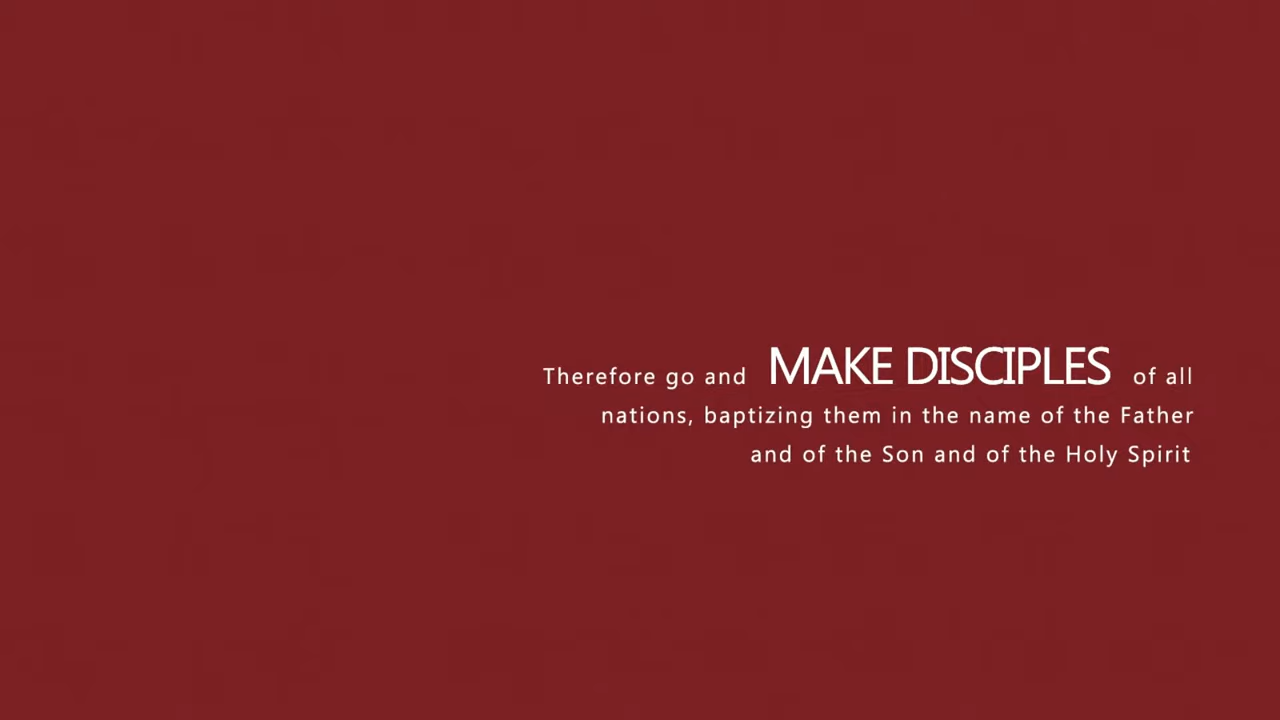 Therefore go and MAKE DISCIPLES of all
nations, baptizing them in the name of the Father
and of the Son and of the Holy Spirit